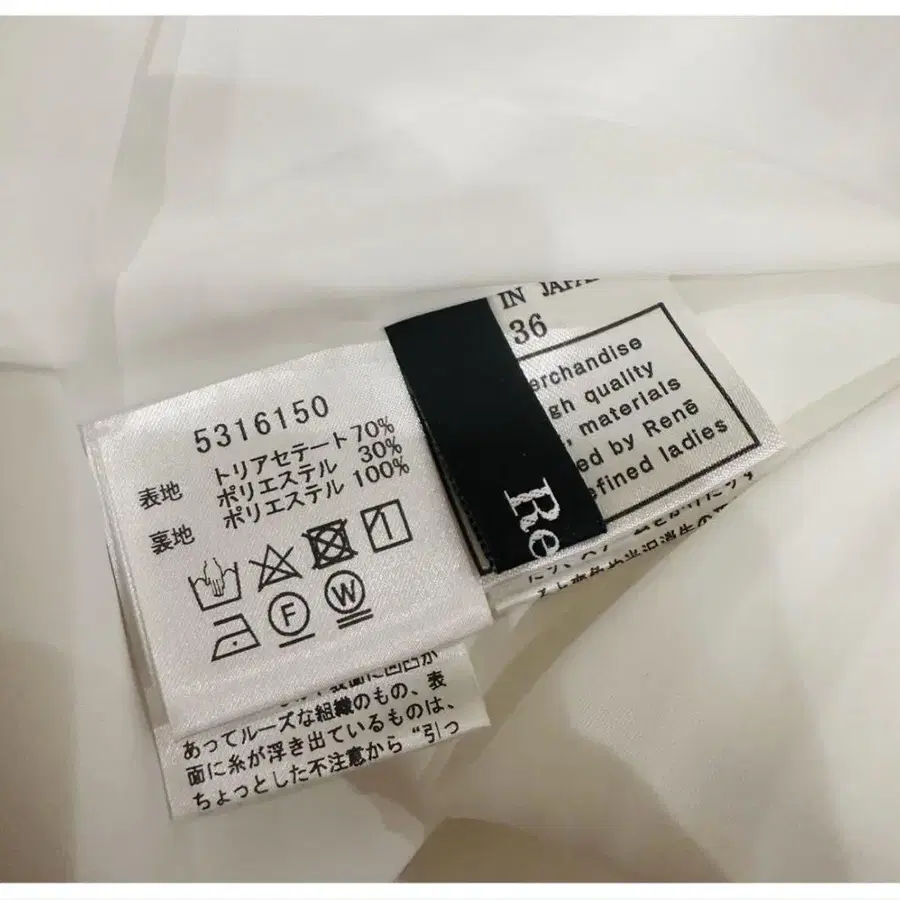 5316150
表地 トリアセテート70%
ポリエステル 30%
裏地 ポリエステル 100%
F W
あってルーズな組織のもの、表
面に糸が浮き出ているものは、
ちょっとした不注意から“引っ
Re
IN JAPA
36
erchandise
gh quality
, materials
ed by René
efined ladies